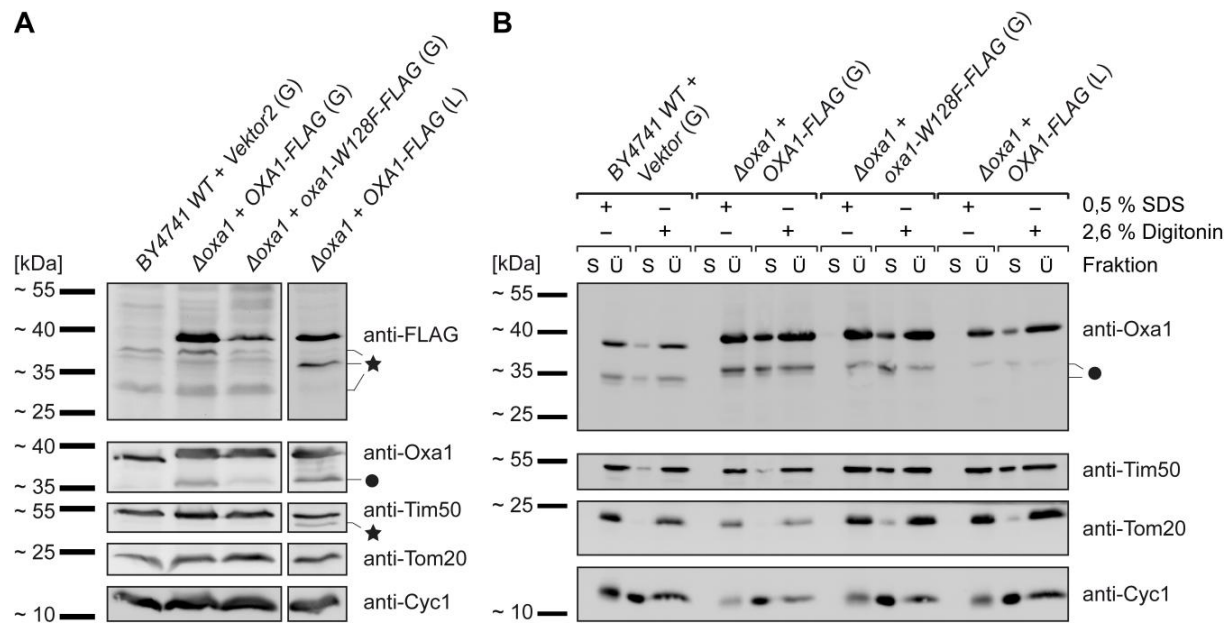 A
BY4741 WT + Vektor2 (G)
Δoxa1 + OXA1-FLAG (G)
Δoxa1 + oxa1-W128F-FLAG (G)
Δoxa1 + OXA1-FLAG (L)
[kDa]
~ 55
~ 40
~ 35
~ 25
anti-FLAG
~ 40
~ 35
anti-Oxa1
~ 55
anti-Tim50
~ 25
anti-Tom20
~ 10
anti-Cyc1
B
BY4741 WT +
Vektor (G)
Δoxa1 +
OXA1-FLAG (G)
Δoxa1 +
oxa1-W128F-FLAG (G)
Δoxa1 +
OXA1-FLAG (L)
+ – + – + – + – 0,5 % SDS
– + – + – + – + 2,6 % Digitonin
[kDa] S Ü S Ü S Ü S Ü S Ü S Ü S Ü S Ü Fraktion
~ 55
~ 40
~ 35
~ 25
anti-Oxa1
~ 55
anti-Tim50
~ 25
anti-Tom20
~ 10
anti-Cyc1